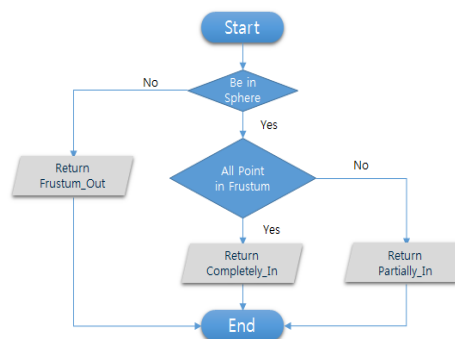 Start
Be in
Sphere
No
Yes
All Point
in Frustum
No
Return
Frustum_Out
Yes
Return
Completely_In
Return
Partially_In
End